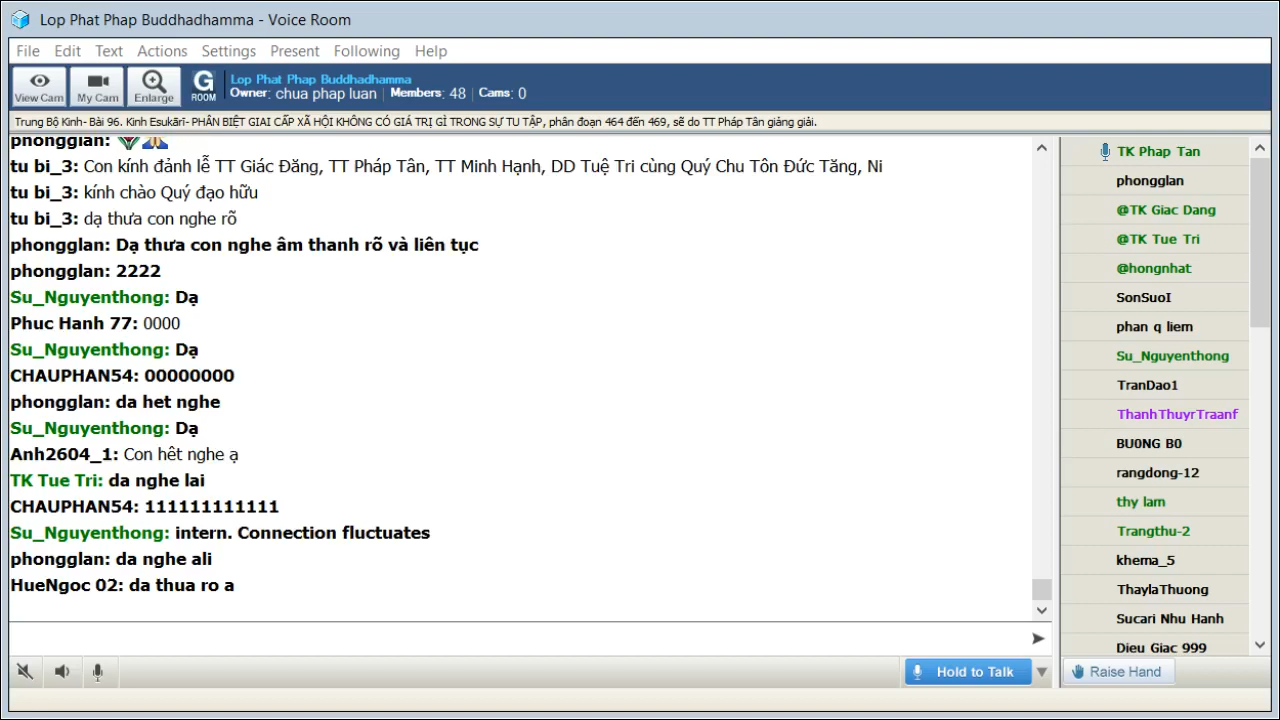 Lop Phat Phap Buddhadhamma - Voice Room
File Edit Text Actions Settings Present Following Help
View Cam My Cam Enlarge G ROOM
Lop Phat Phap Buddhadhamma
Owner: chua phap luan Members: 48 Cams: 0
Trung Bộ Kinh- Bài 96. Kinh Esukārī- PHÂN BIỆT GIAI CẤP XÃ HỘI KHÔNG CÓ GIÁ TRỊ GÌ TRONG SỰ TU TẬP, phân đoạn 464 đến 469, sẽ do TT Pháp Tân giảng giải.
phongglan:
tu bi_3: Con kính đảnh lễ TT Giác Đăng, TT Pháp Tân, TT Minh Hạnh, DD Tuệ Tri cùng Quý Chu Tôn Đức Tăng, Ni
tu bi_3: kính chào Quý đạo hữu
tu bi_3: dạ thưa con nghe rõ
phongglan: Dạ thưa con nghe âm thanh rõ và liên tục
phongglan: 2222
Su_Nguyenthong: Dạ
Phuc Hanh 77: 0000
Su_Nguyenthong: Dạ
CHAUPHAN54: 00000000
phongglan: da het nghe
Su_Nguyenthong: Dạ
Anh2604_1: Con hêt nghe ạ
TK Tue Tri: da nghe lai
CHAUPHAN54: 111111111111
Su_Nguyenthong: intern. Connection fluctuates
phongglan: da nghe ali
HueNgoc 02: da thua ro a
Hold to Talk
TK Phap Tan
phongglan
@TK Giac Dang
@TK Tue Tri
@hongnhat
SonSuoI
phan q liem
Su_Nguyenthong
TranDao1
ThanhThuyrTraanf
BU0NG B0
rangdong-12
thy lam
Trangthu-2
khema_5
ThaylaThuong
Sucari Nhu Hanh
Dieu Giac 999
Raise Hand